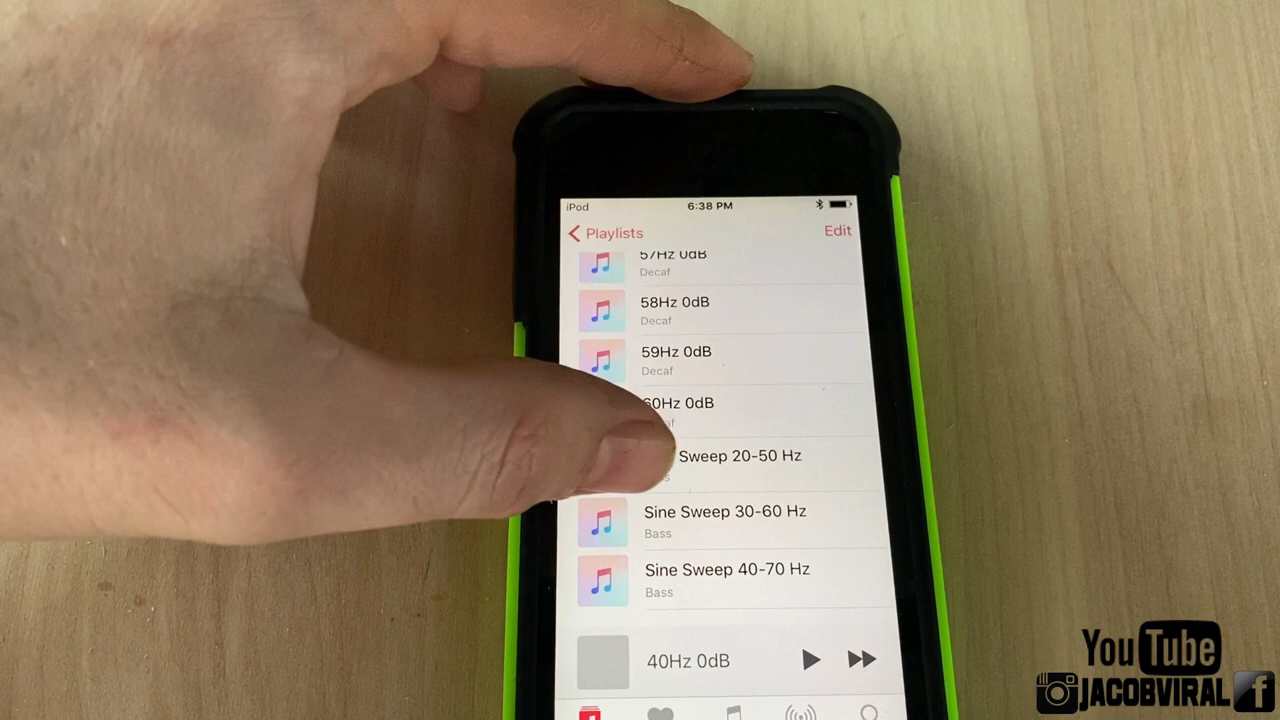 iPod 6:38 PM
Playlists Edit
57Hz 0dB
Decaf
58Hz 0dB
Decaf
59Hz 0dB
Decaf
60Hz 0dB
Sweep 20-50 Hz
Sine Sweep 30-60 Hz
Bass
Sine Sweep 40-70 Hz
Bass
40Hz 0dB
YouTube
JACOBVIRAL f